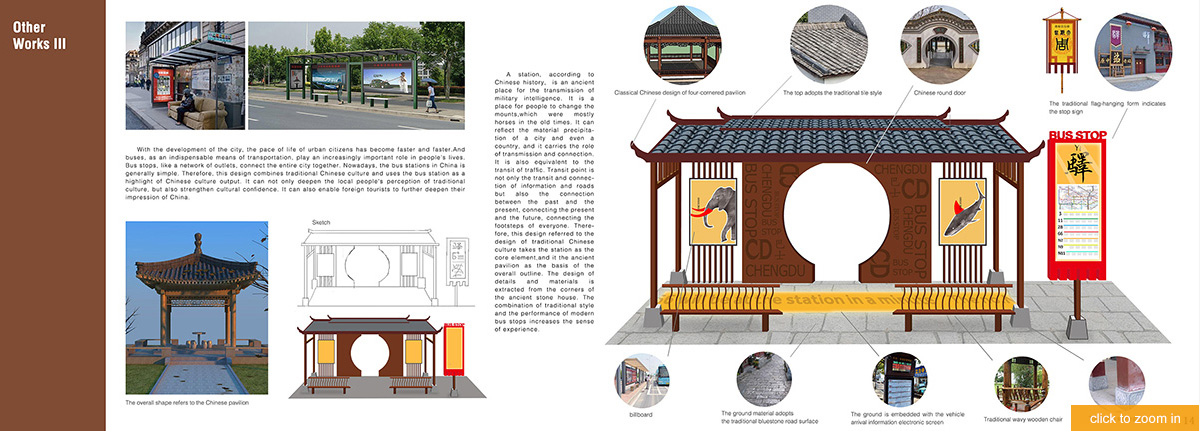 Other
Works III
With the development of the city, the pace of life of urban citizens has become faster and faster.And
buses, as an indispensable means of transportation, play an increasingly important role in people's lives.
Bus stops, like a network of outlets, connect the entire city together. Nowadays, the bus stations in China is
generally simple. Therefore, this design combines traditional Chinese culture and uses the bus station as a
highlight of Chinese culture output. It can not only deepen the local people's perception of traditional
culture, but also strengthen cultural confidence. It can also enable foreign tourists to further deepen their
impression of China.
The overall shape refers to the Chinese pavilion
Sketch
BUS STOP
A station, according to
Chinese history, is an ancient
place for the transmission of
military intelligence. It is a
place for people to change the
mounts,which were mostly
horses in the old times. It can
reflect the material precipita-
tion of a city and even a
country, and it carries the role
of transmission and connection.
It is also equivalent to the
transit of traffic. Transit point is
not only the transit and connec-
tion of information and roads
but also the connection
between the past and the
present, connecting the present
and the future, connecting the
footsteps of everyone. There-
fore, this design referred to the
design of traditional Chinese
culture takes the station as the
core element,and it the ancient
pavilion as the basis of the
overall outline. The design of
details and materials is
extracted from the corners of
the ancient stone house. The
combination of traditional style
and the performance of modern
bus stops increases the sense
of experience.
Classical Chinese design of four-cornered pavilion
The top adopts the traditional tile style
Chinese round door
The traditional flag-hanging form indicates
the stop sign
BUS STOP
驿
BUS STOP
CHENGDU
CD
CHENGDU
CHENGDU
CD
BUS STOP
CHENGDU
BUS
STOP
station in a mi
billboard
The ground material adopts
the traditional bluestone road surface
The ground is embedded with the vehicle
arrival information electronic screen
Traditional wavy wooden chair
click to zoom in
14